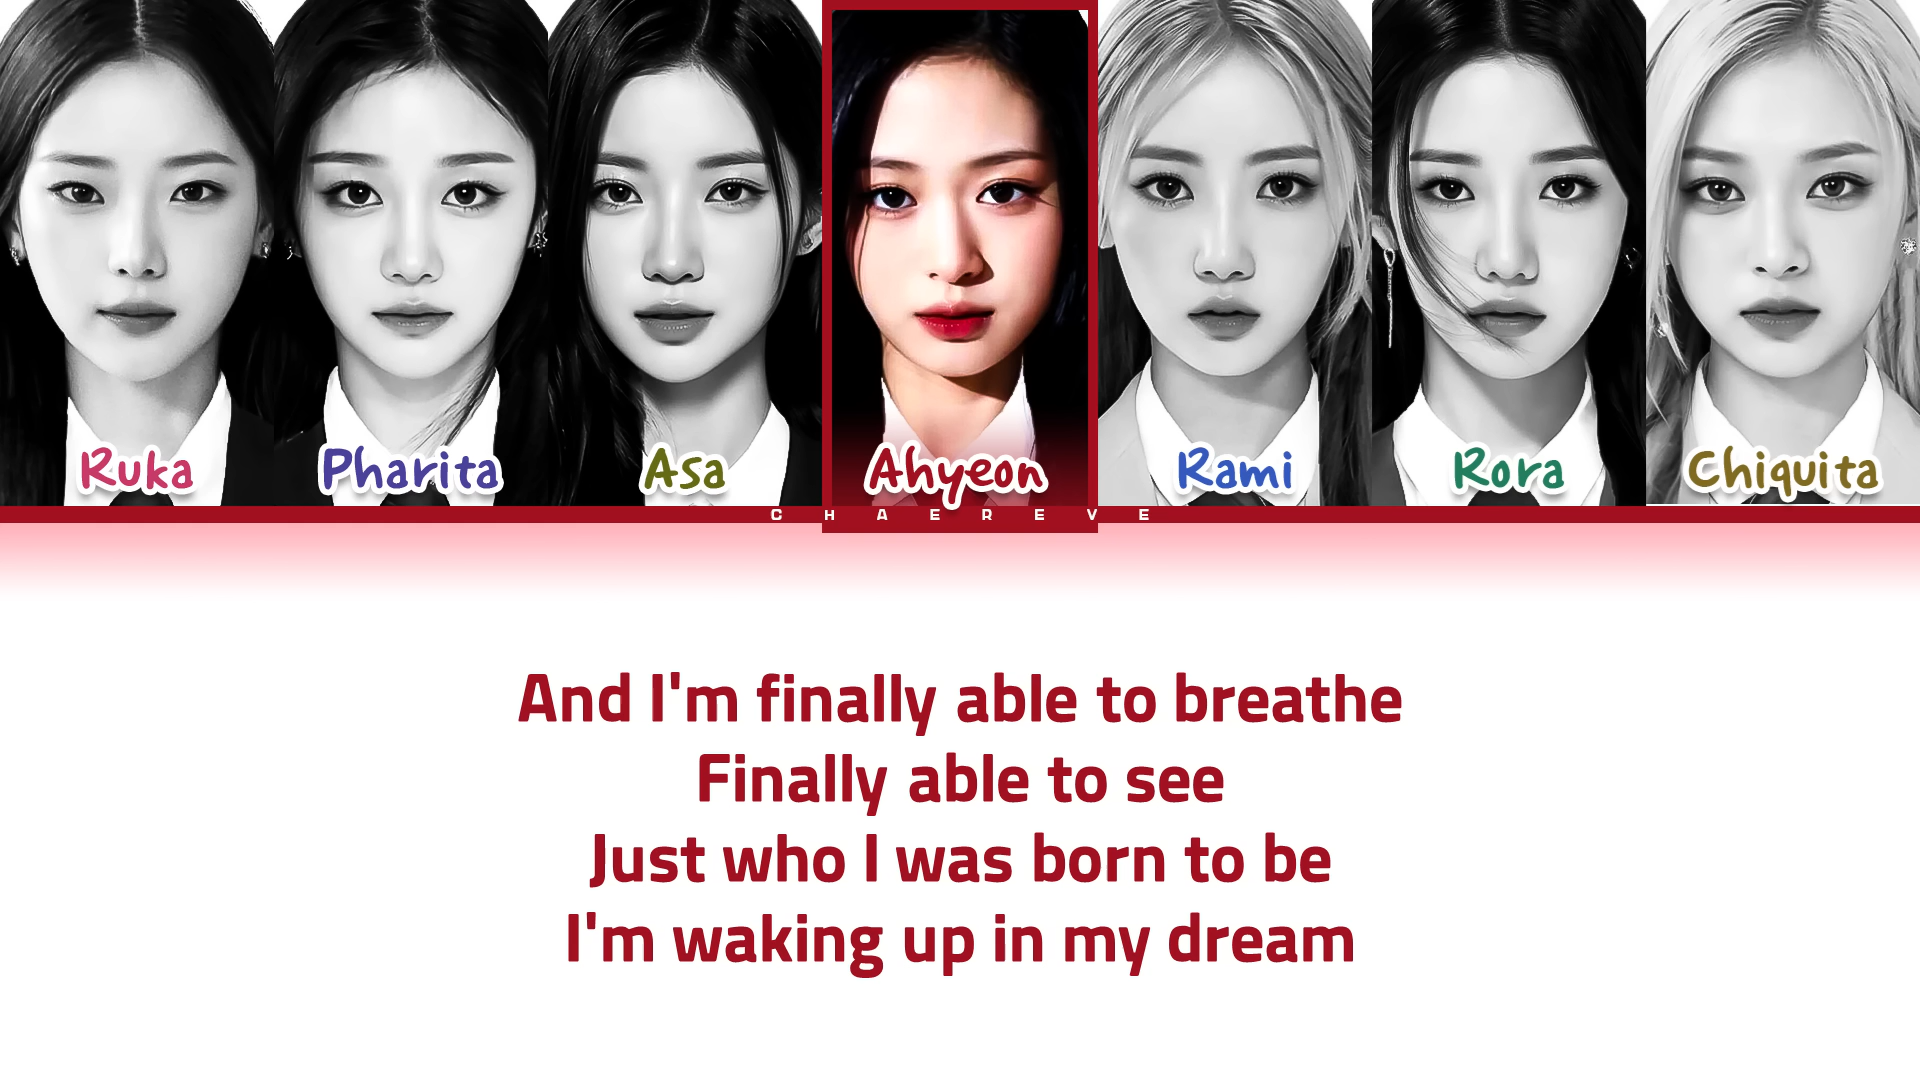 Ruka
Pharita
Asa
Ahyeon
Rami
Rora
Chiquita
CHAEREVE
And I'm finally able to breathe
Finally able to see
Just who I was born to be
I'm waking up in my dream